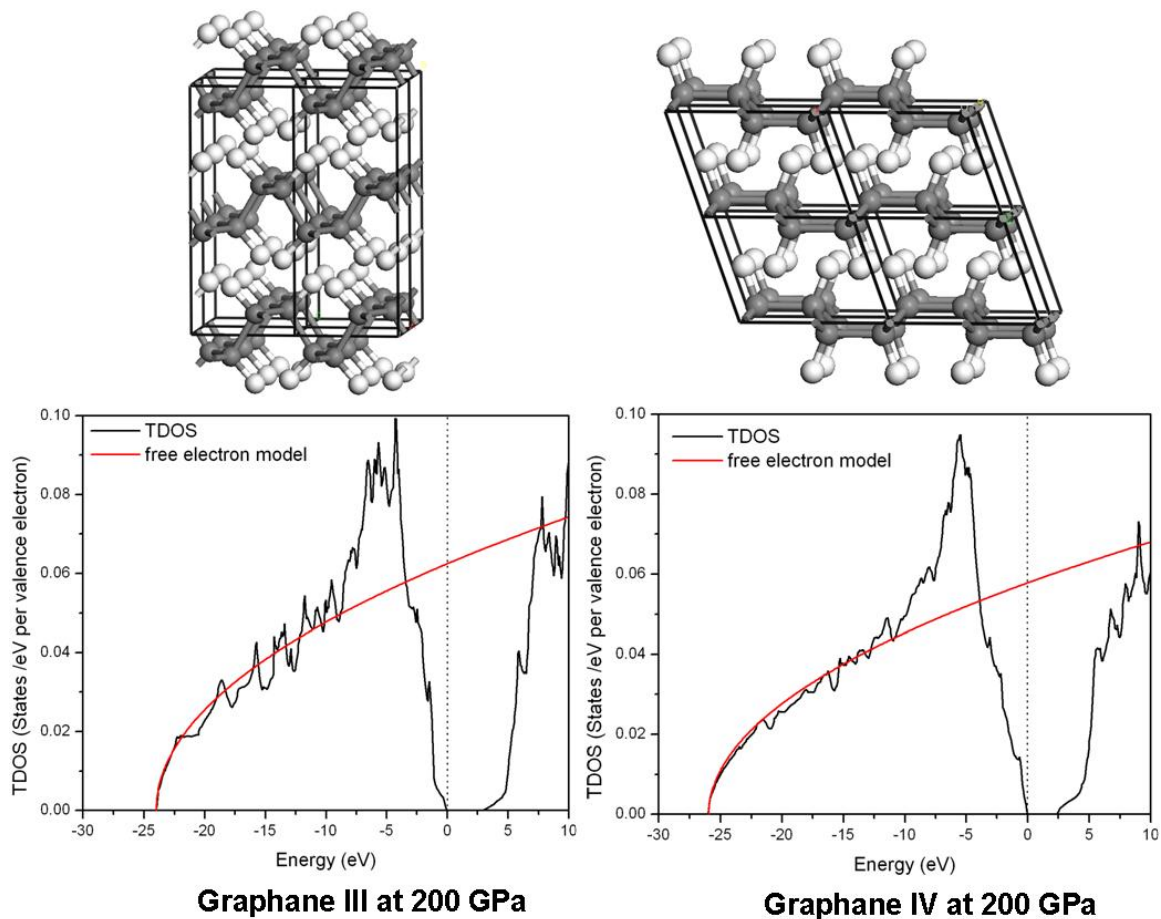 0.10
0.08
0.06
0.04
0.02
0.00
TDOS (States /eV per valence electron)
TDOS
free electron model
-30 -25 -20 -15 -10 -5 0 5 10
Energy (eV)
Graphane III at 200 GPa
0.10
0.08
0.06
0.04
0.02
0.00
TDOS (States /eV per valence electron)
TDOS
free electron model
-30 -25 -20 -15 -10 -5 0 5 10
Energy (eV)
Graphane IV at 200 GPa